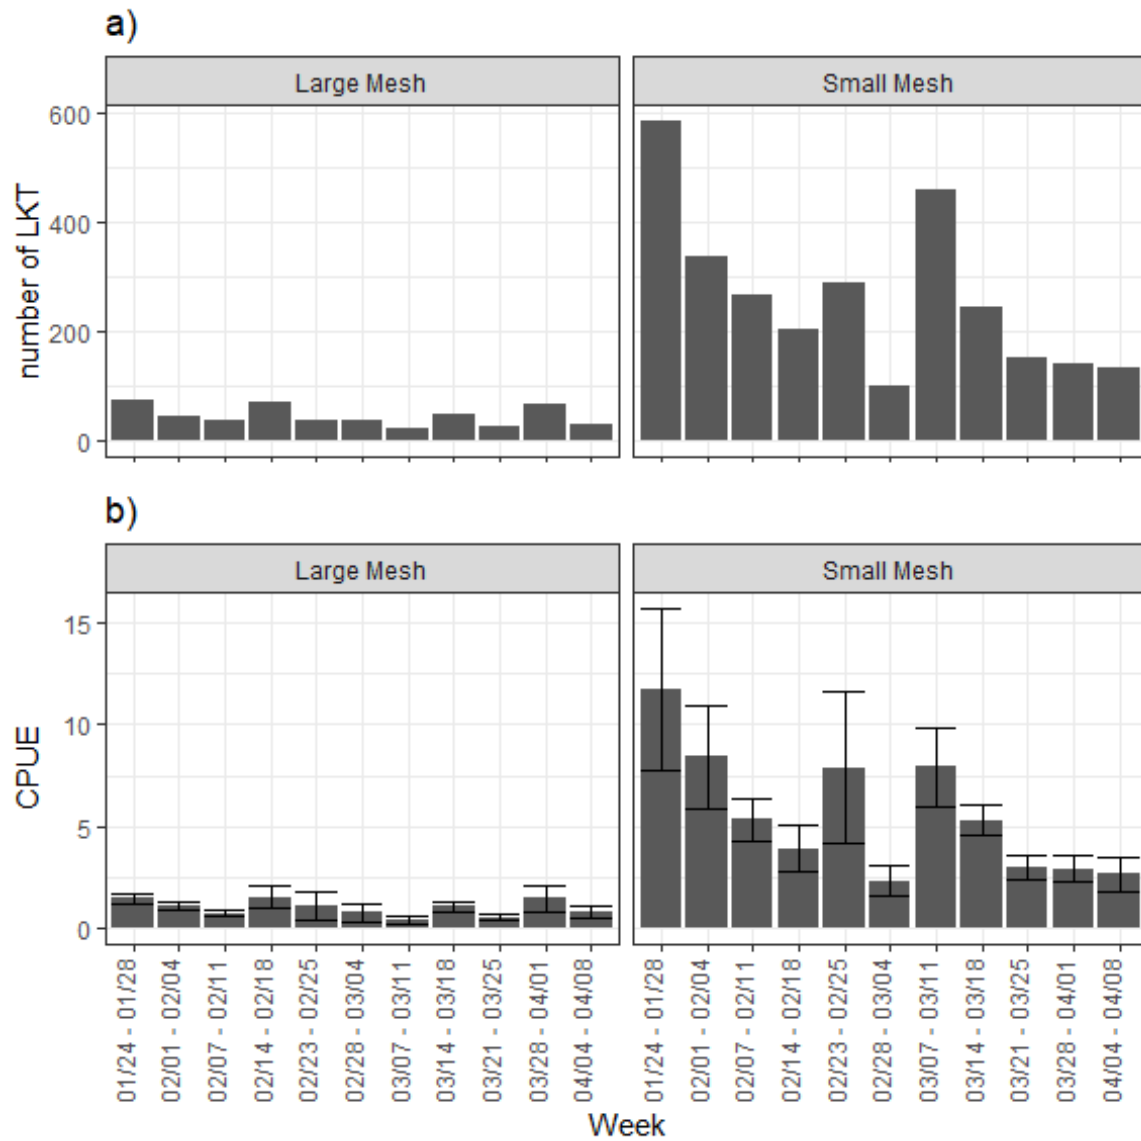 a)
Large Mesh
Small Mesh
number of LKT
600
400
200
0
b)
Large Mesh
Small Mesh
CPUE
15
10
5
0
01/24 - 01/28
02/01 - 02/04
02/07 - 02/11
02/14 - 02/18
02/23 - 02/25
02/28 - 03/04
03/07 - 03/11
03/14 - 03/18
03/21 - 03/25
03/28 - 04/01
04/04 - 04/08
01/24 - 01/28
02/01 - 02/04
02/07 - 02/11
02/14 - 02/18
02/23 - 02/25
02/28 - 03/04
03/07 - 03/11
03/14 - 03/18
03/21 - 03/25
03/28 - 04/01
04/04 - 04/08
Week